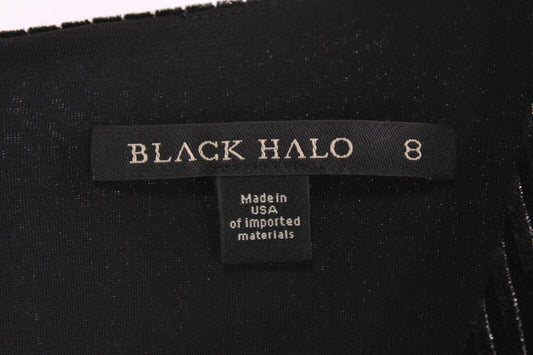 BLACK HALO 8
Made in
USA
of imported
materials